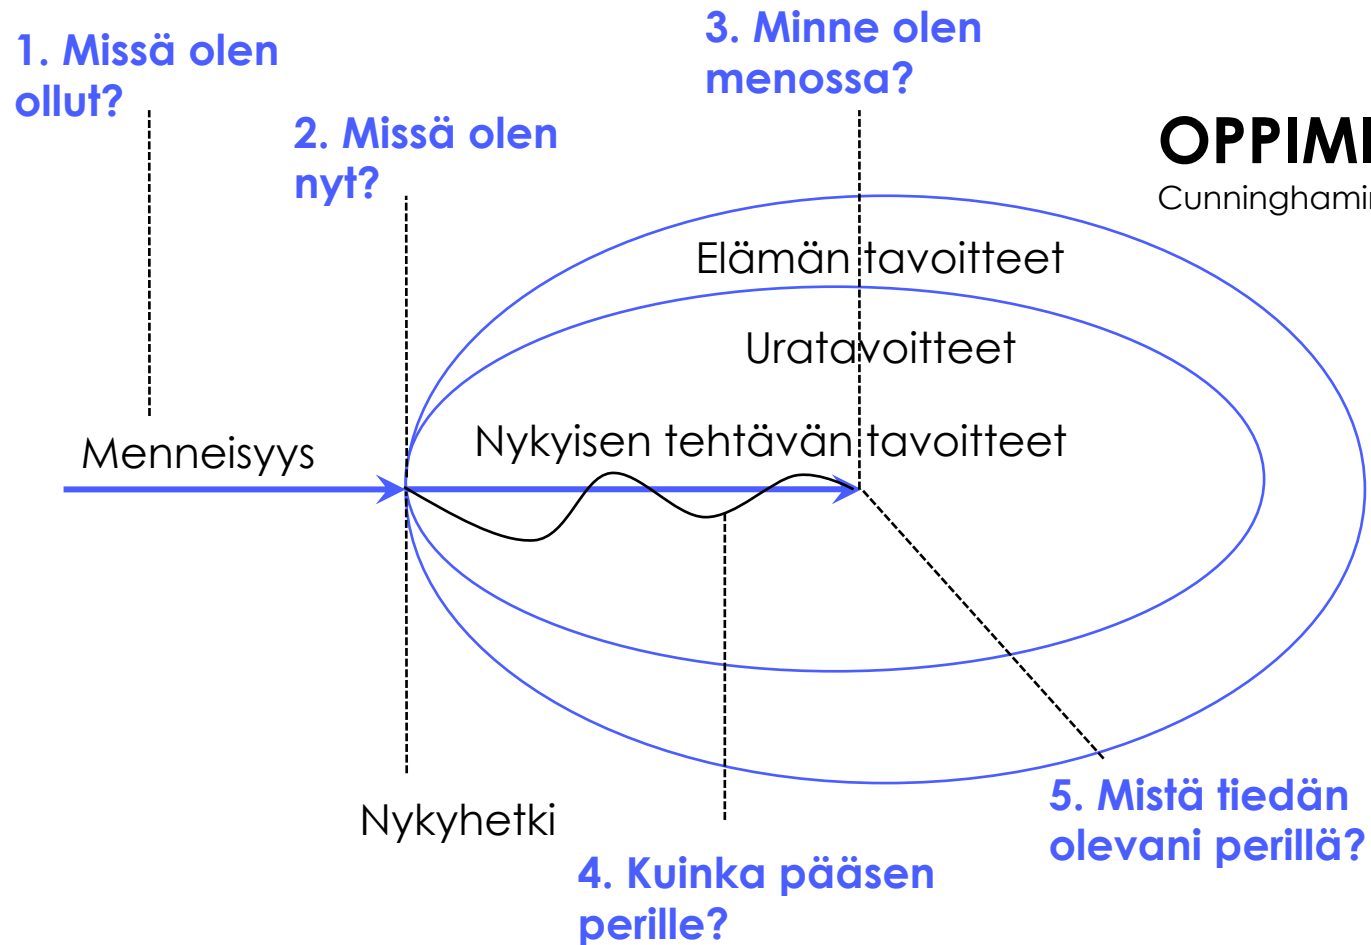 1. Missä olen
ollut?
2. Missä olen
nyt?
3. Minne olen
menossa?
Elämän tavoitteet
Uratavoitteet
Nykyisen tehtävän tavoitteet
Menneisyys
Nykyhetki
4. Kuinka pääsen
perille?
5. Mistä tiedän
olevani perillä?